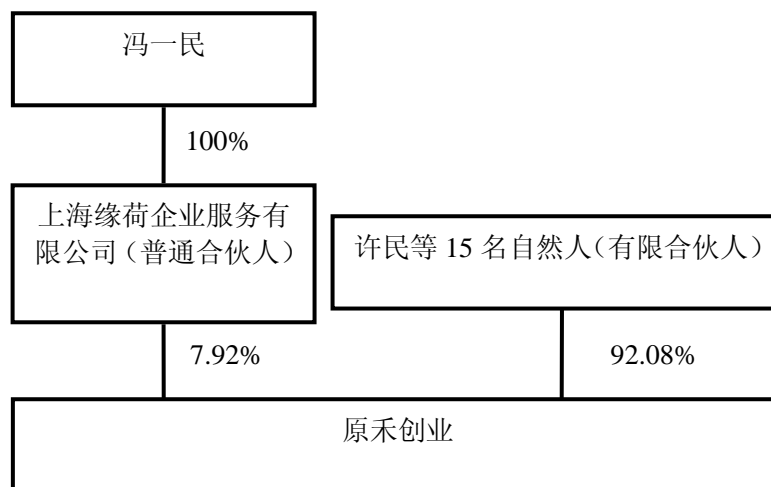 冯一民
100%
上海缘荷企业服务有
限公司（普通合伙人）
许民等 15 名自然人（有限合伙人）
7.92%
92.08%
原禾创业